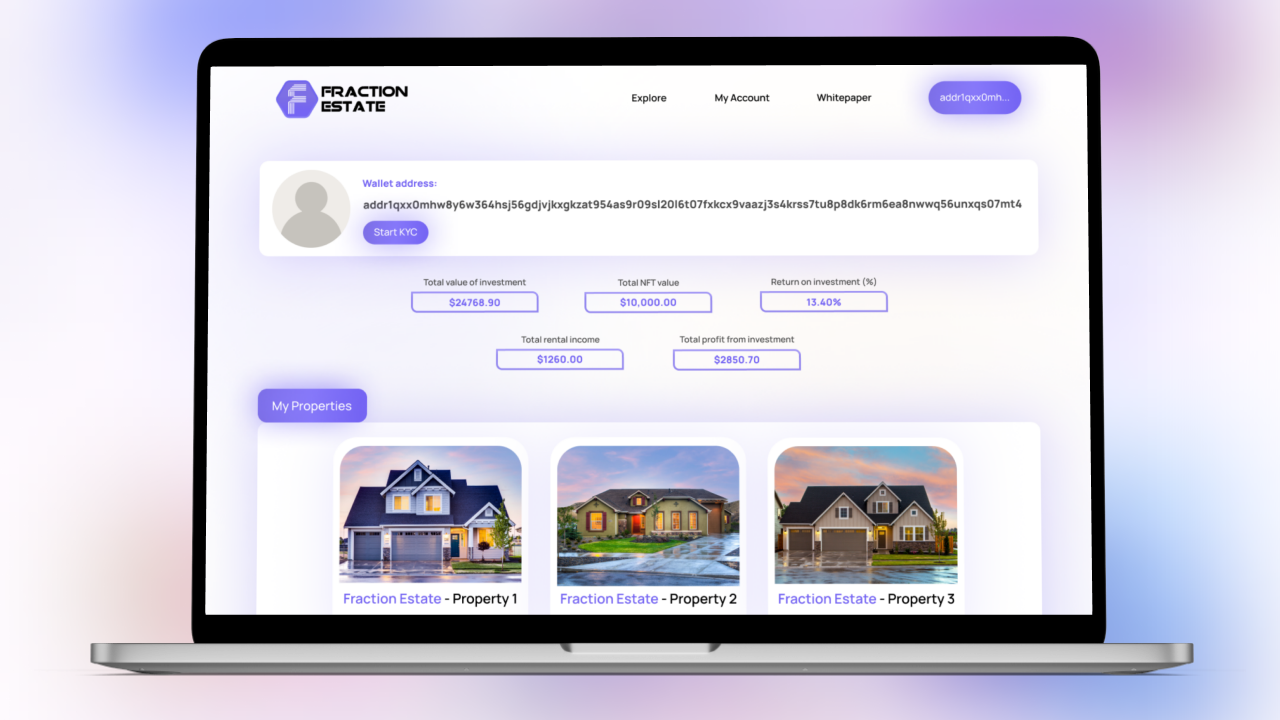 FRACTION
ESTATE
Explore
My Account
Whitepaper
addr1qxx0mh...
Wallet address:
addr1qxx0mhw8y6w364hsj56gdjvjkxgkzat954as9r09sl20l6t07fxkcx9vaazj3s4krss7tu8p8dk6rm6ea8nwwq56unxqs07mt4
Start KYC
Total value of investment
$24768.90
Total NFT value
$10,000.00
Return on investment (%)
13.40%
Total rental income
$1260.00
Total profit from investment
$2850.70
My Properties
Fraction Estate - Property 1
Fraction Estate - Property 2
Fraction Estate - Property 3